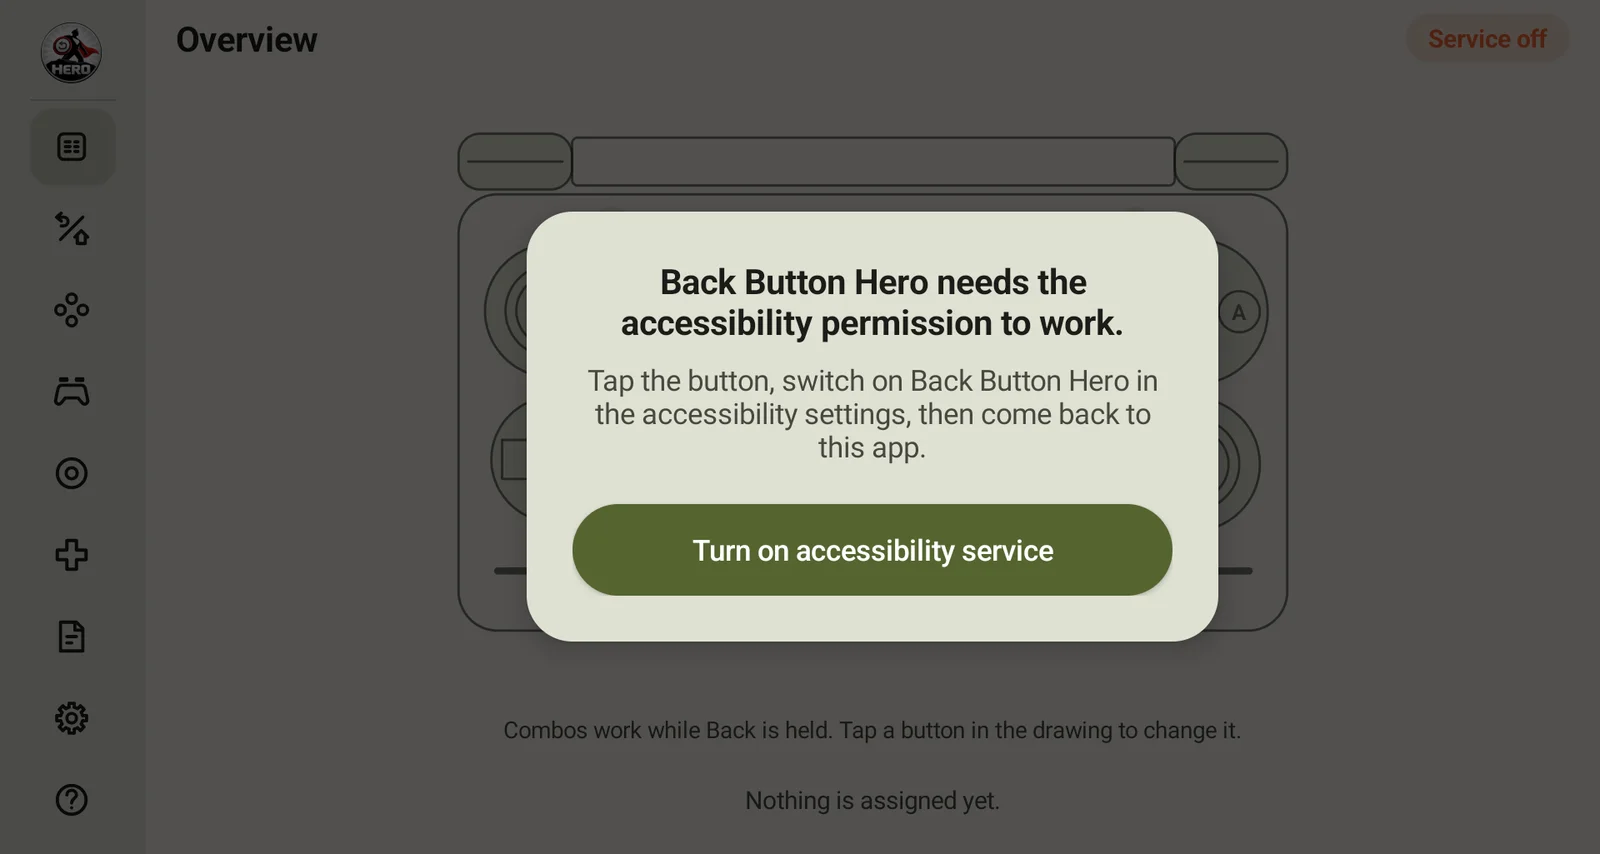 HERO
Overview
Service off
A
Back Button Hero needs the
accessibility permission to work.
Tap the button, switch on Back Button Hero in
the accessibility settings, then come back to
this app.
Turn on accessibility service
Combos work while Back is held. Tap a button in the drawing to change it.
Nothing is assigned yet.